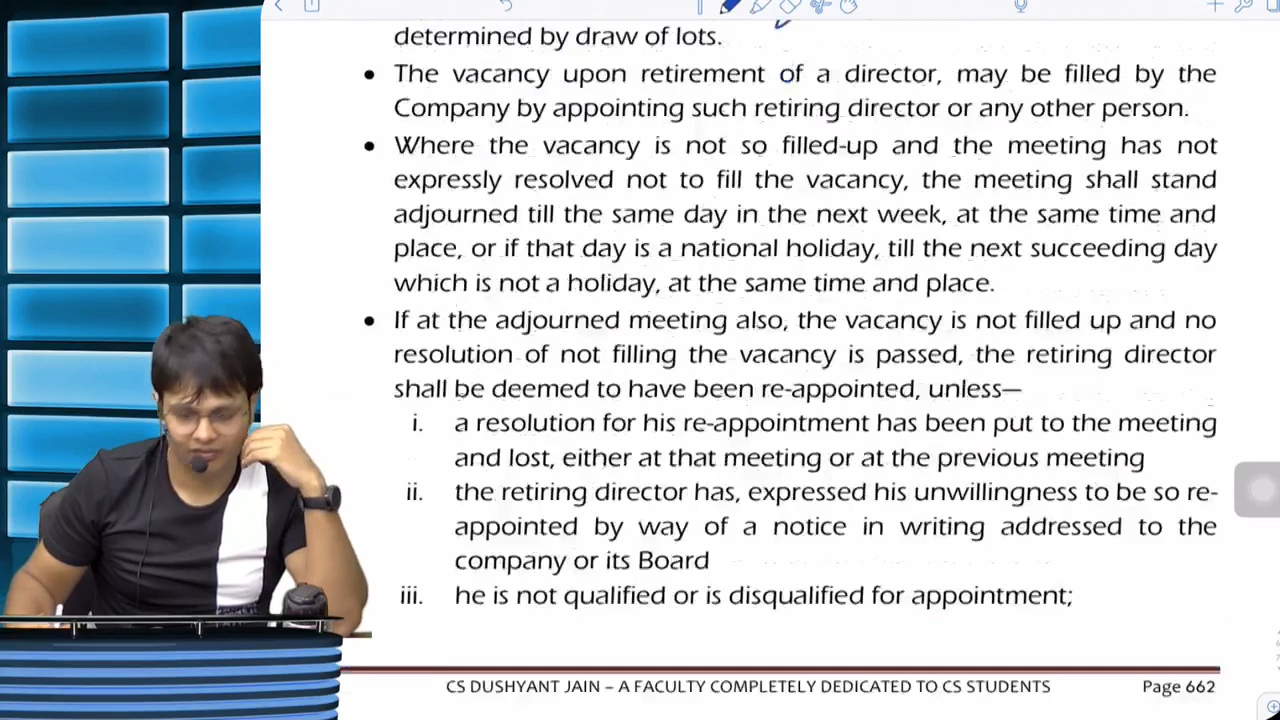 determined by draw of lots.
• The vacancy upon retirement of a director, may be filled by the
Company by appointing such retiring director or any other person.
• Where the vacancy is not so filled-up and the meeting has not
expressly resolved not to fill the vacancy, the meeting shall stand
adjourned till the same day in the next week, at the same time and
place, or if that day is a national holiday, till the next succeeding day
which is not a holiday, at the same time and place.
• If at the adjourned meeting also, the vacancy is not filled up and no
resolution of not filling the vacancy is passed, the retiring director
shall be deemed to have been re-appointed, unless—
i. a resolution for his re-appointment has been put to the meeting
and lost, either at that meeting or at the previous meeting
ii. the retiring director has, expressed his unwillingness to be so re-
appointed by way of a notice in writing addressed to the
company or its Board
iii. he is not qualified or is disqualified for appointment;
CS DUSHYANT JAIN – A FACULTY COMPLETELY DEDICATED TO CS STUDENTS Page 662